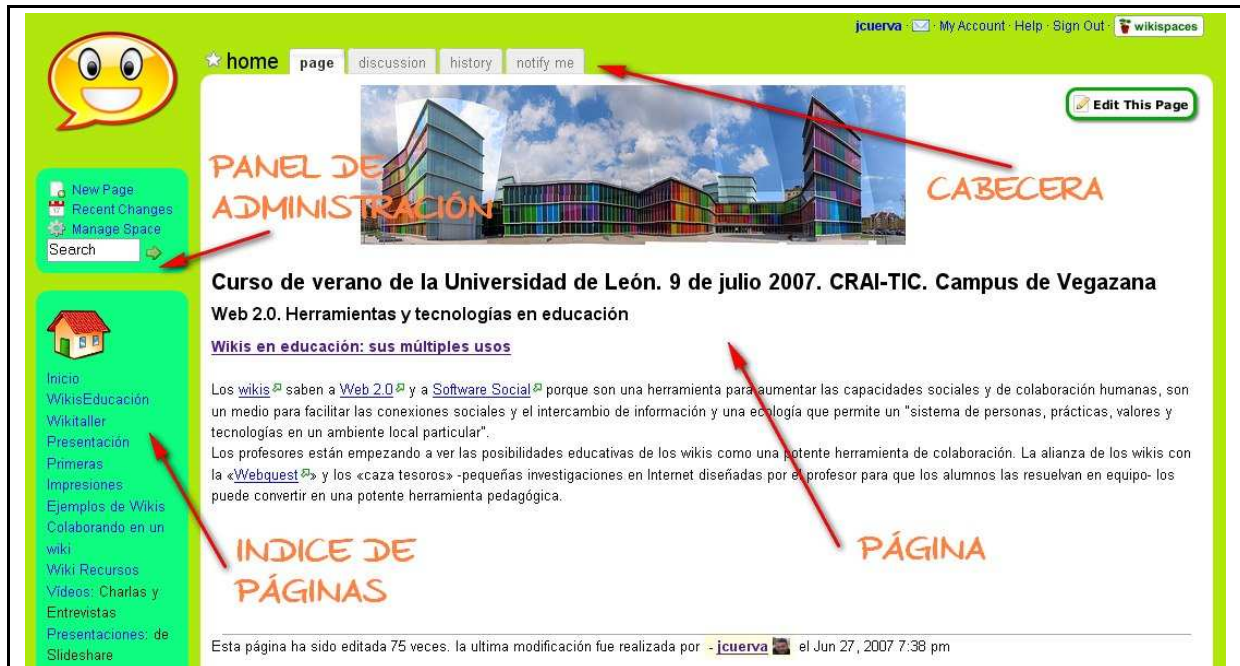 jcuerva · My Account · Help · Sign Out · wikispaces
home page discussion history notify me
Edit This Page
PANEL DE
ADMINISTRACIÓN
CABECERA
New Page
Recent Changes
Manage Space
Search
Curso de verano de la Universidad de León. 9 de julio 2007. CRAI-TIC. Campus de Vegazana
Web 2.0. Herramientas y tecnologías en educación
Wikis en educación: sus múltiples usos
Los wikis saben a Web 2.0 y a Software Social porque son una herramienta para aumentar las capacidades sociales y de colaboración humanas, son
un medio para facilitar las conexiones sociales y el intercambio de información y una ecología que permite un "sistema de personas, prácticas, valores y
tecnologías en un ambiente local particular".
Los profesores están empezando a ver las posibilidades educativas de los wikis como una potente herramienta de colaboración. La alianza de los wikis con
la «Webquest» y los «caza tesoros» -pequeñas investigaciones en Internet diseñadas por el profesor para que los alumnos las resuelvan en equipo- los
puede convertir en una potente herramienta pedagógica.
Inicio
WikisEducación
Wikitaller
Presentación
Primeras
Impresiones
Ejemplos de Wikis
Colaborando en un
wiki
Wiki Recursos
Vídeos: Charlas y
Entrevistas
Presentaciones: de
Slideshare
INDICE DE
PÁGINAS
PÁGINA
Esta página ha sido editada 75 veces. la ultima modificación fue realizada por - jcuerva el Jun 27, 2007 7:38 pm